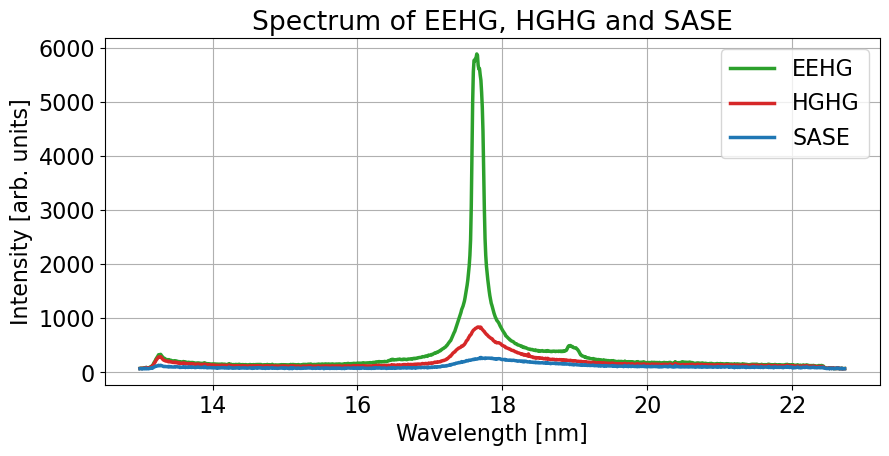 Spectrum of EEHG, HGHG and SASE
6000
5000
4000
3000
2000
1000
0
Intensity [arb. units]
EEHG
HGHG
SASE
14 16 18 20 22
Wavelength [nm]